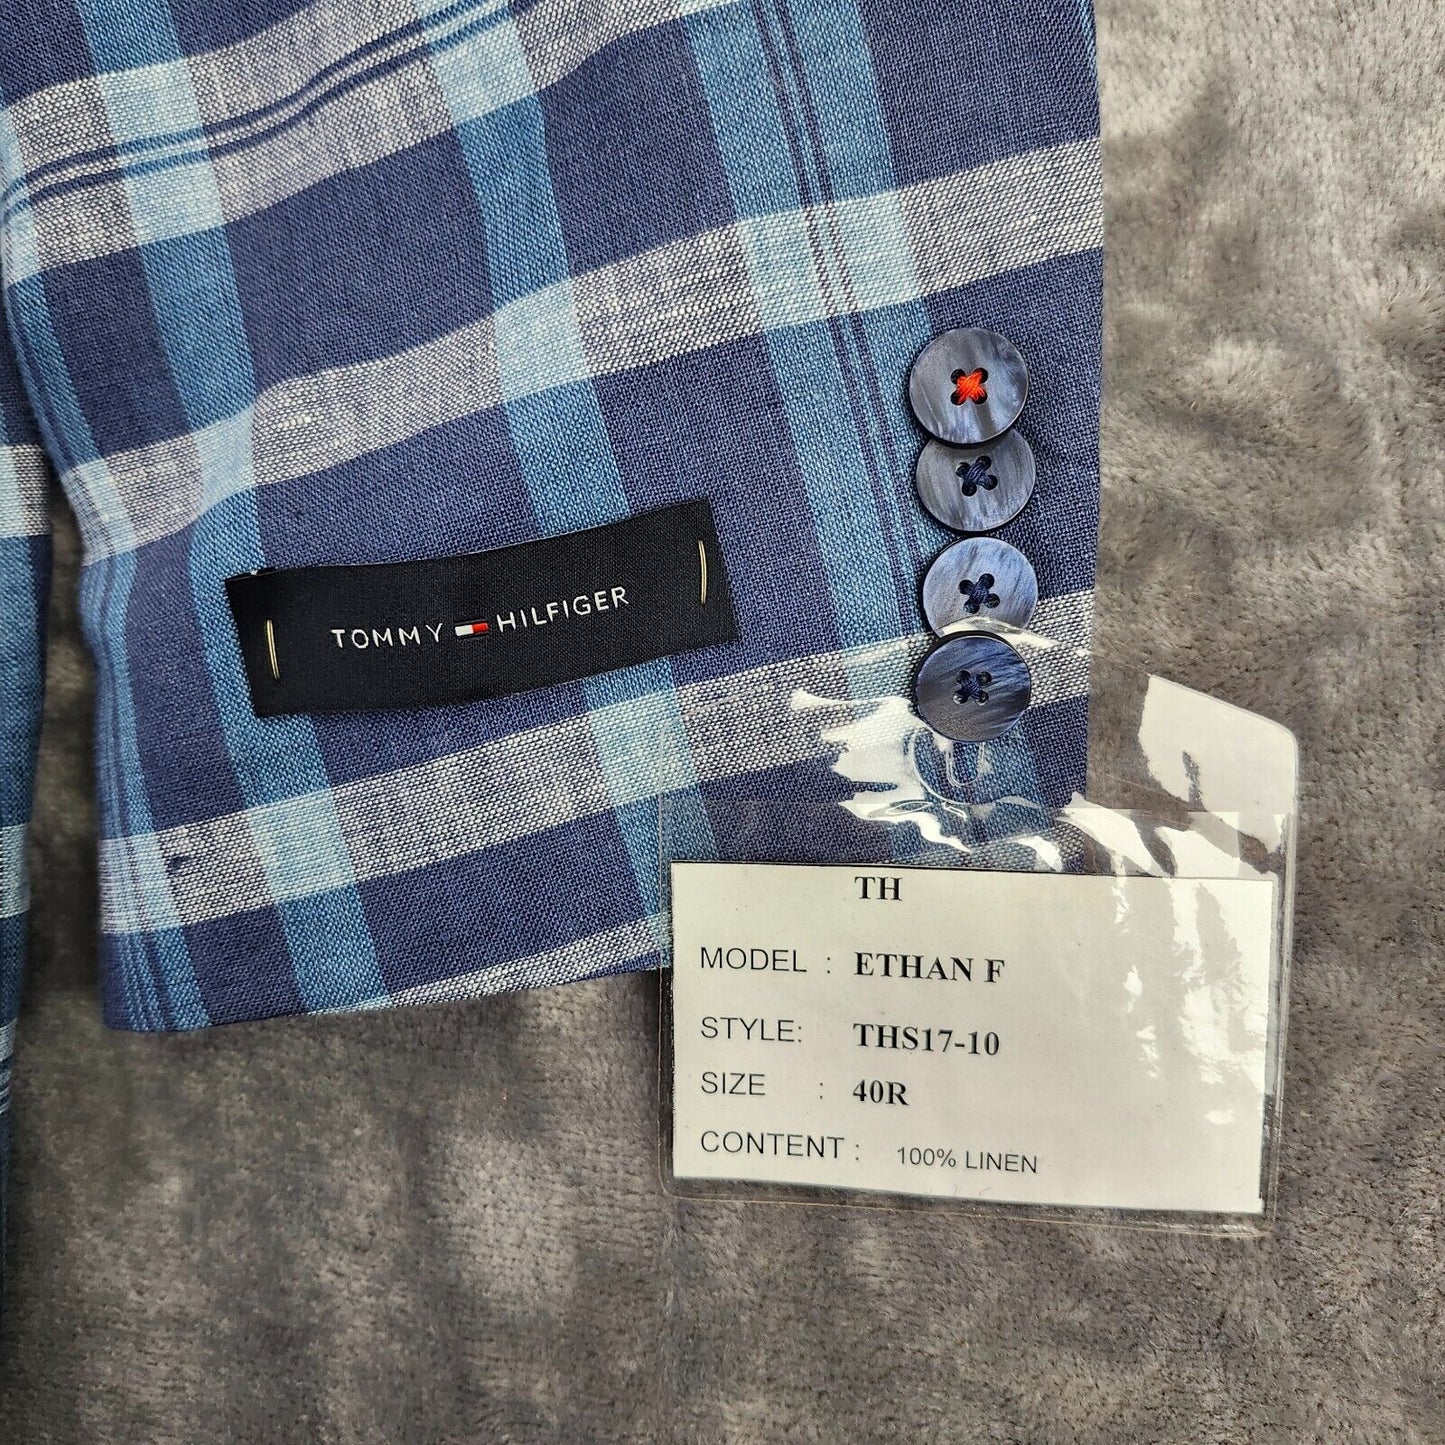 TOMMY HILFIGER
TH
MODEL : ETHAN F
STYLE: THS17-10
SIZE : 40R
CONTENT : 100% LINEN